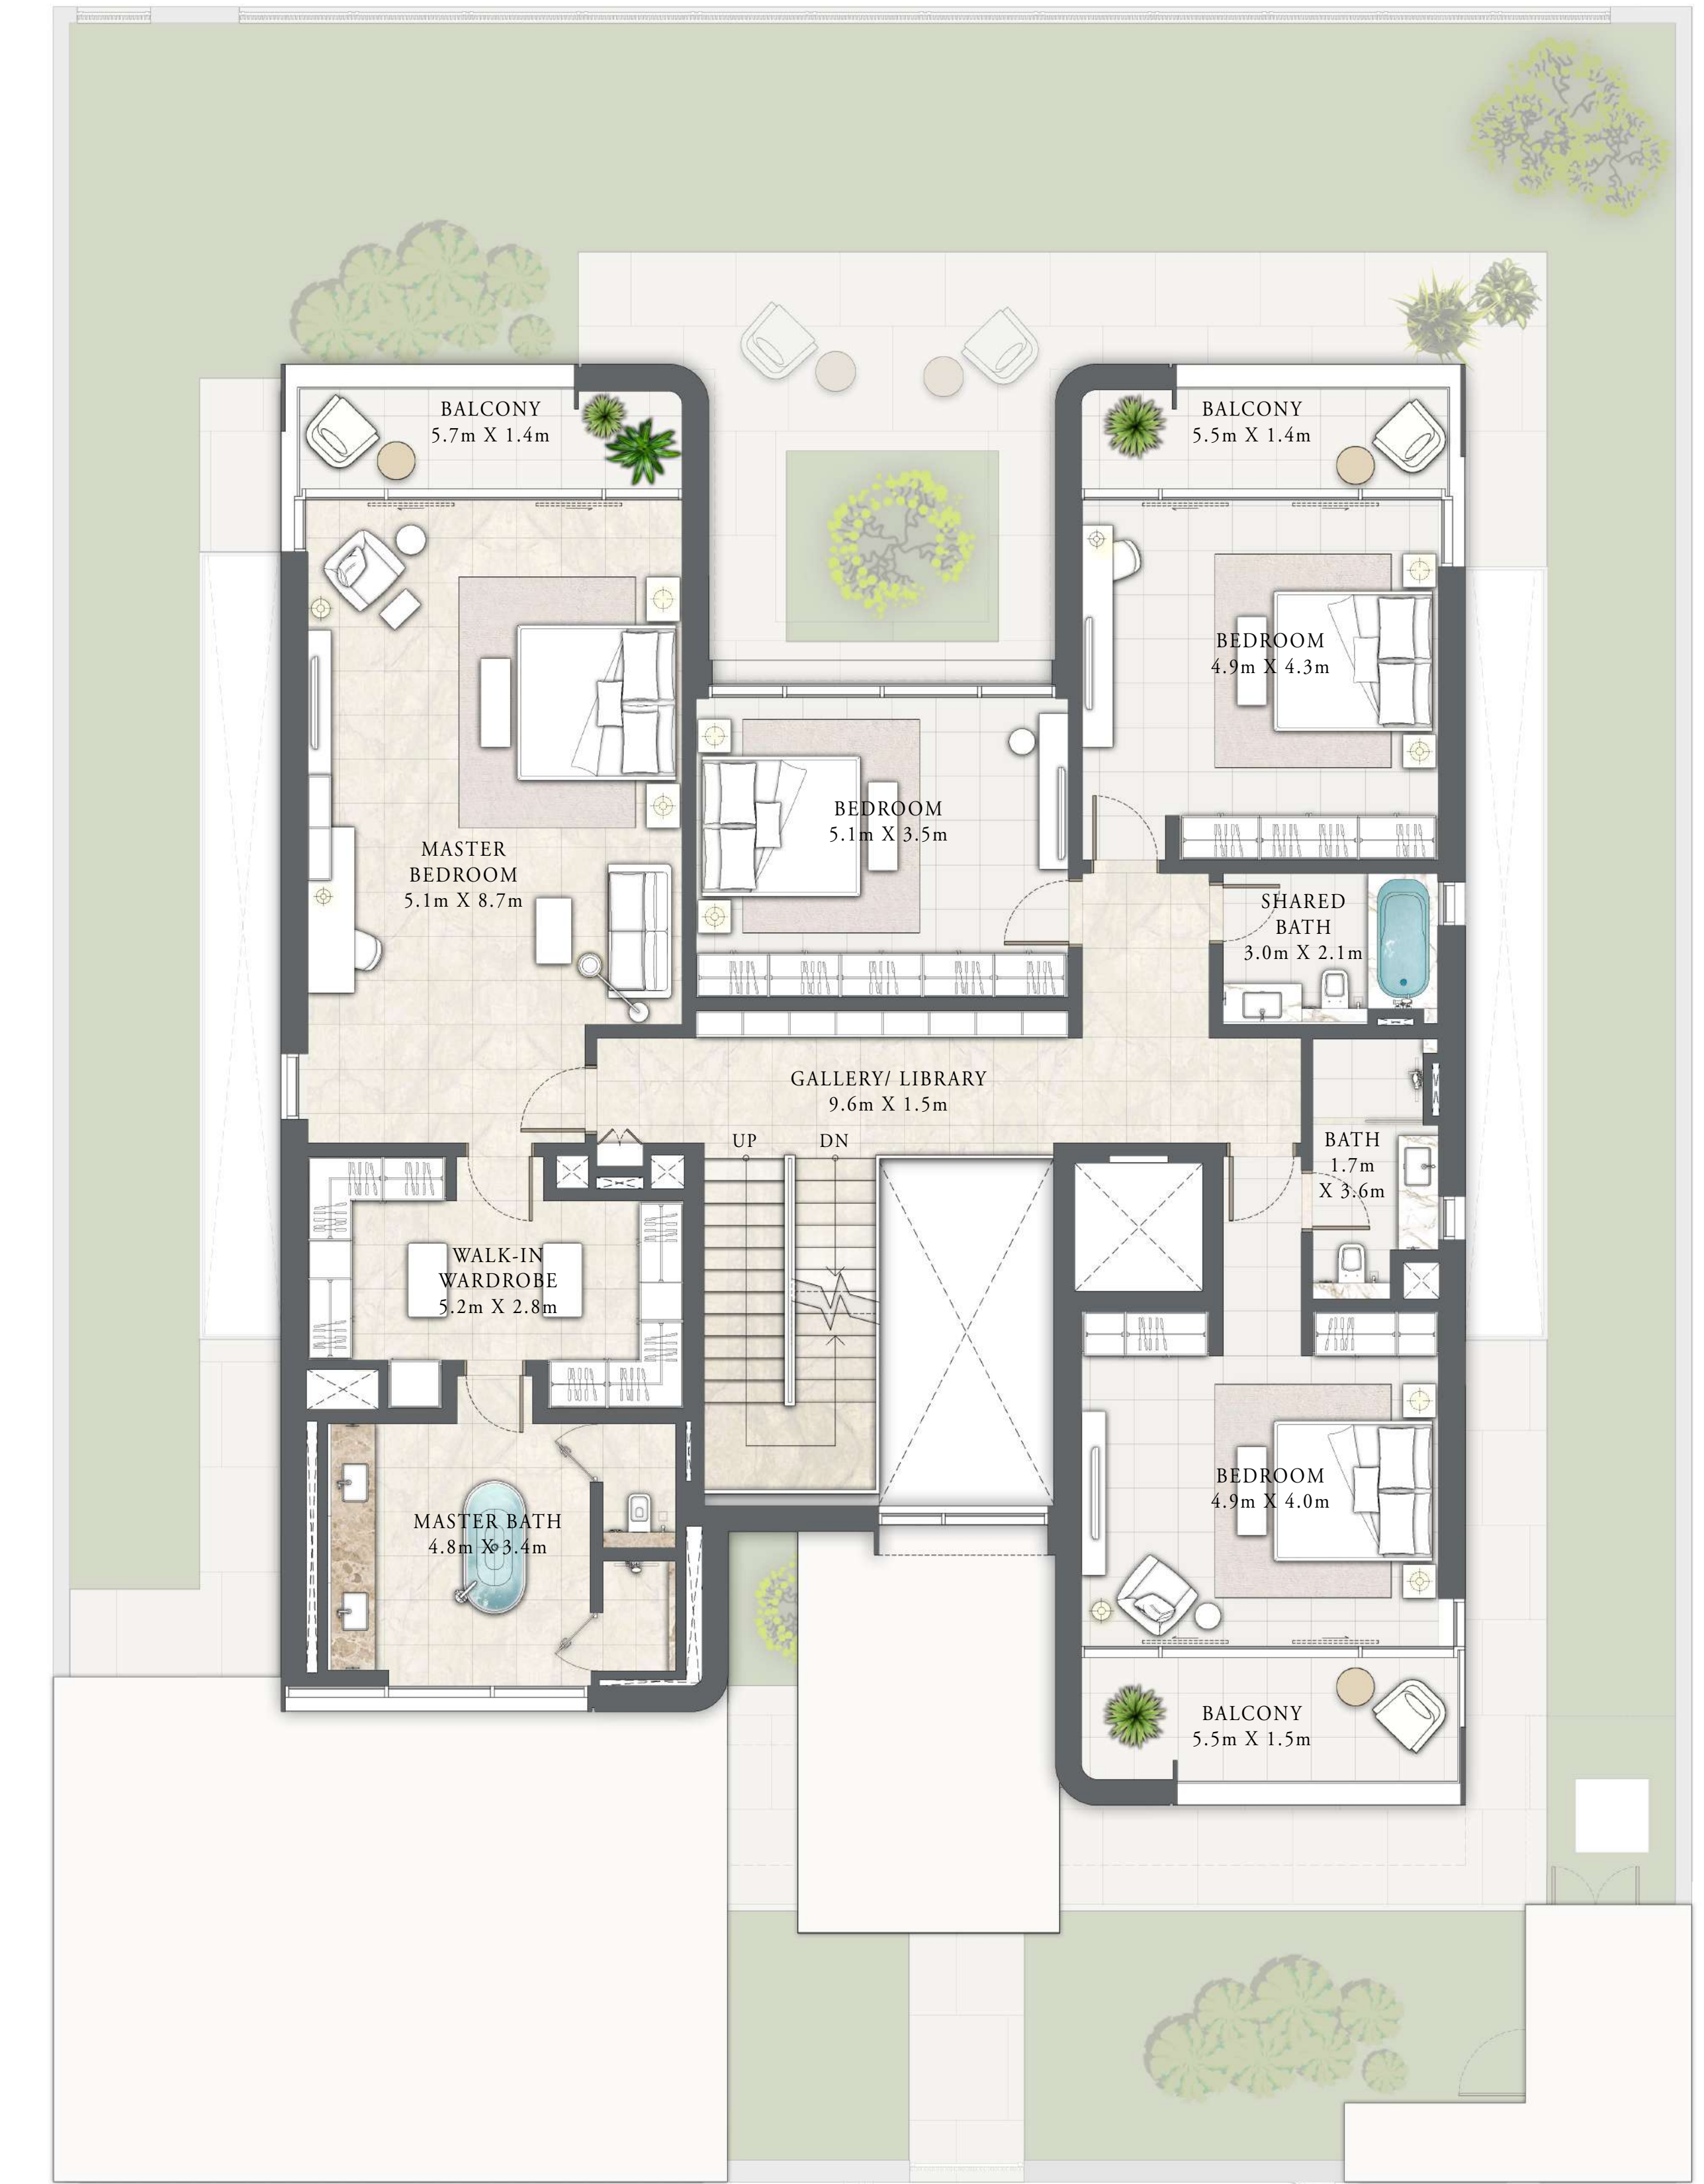 BALCONY
5.7m X 1.4m
BALCONY
5.5m X 1.4m
BEDROOM
4.9m X 4.3m
BEDROOM
5.1m X 3.5m
MASTER
BEDROOM
5.1m X 8.7m
SHARED
BATH
3.0m X 2.1m
GALLERY/ LIBRARY
9.6m X 1.5m
UP
DN
BATH
1.7m
X 3.6m
WALK-IN
WARDROBE
5.2m X 2.8m
BEDROOM
4.9m X 4.0m
MASTER BATH
4.8m X 3.4m
BALCONY
5.5m X 1.5m